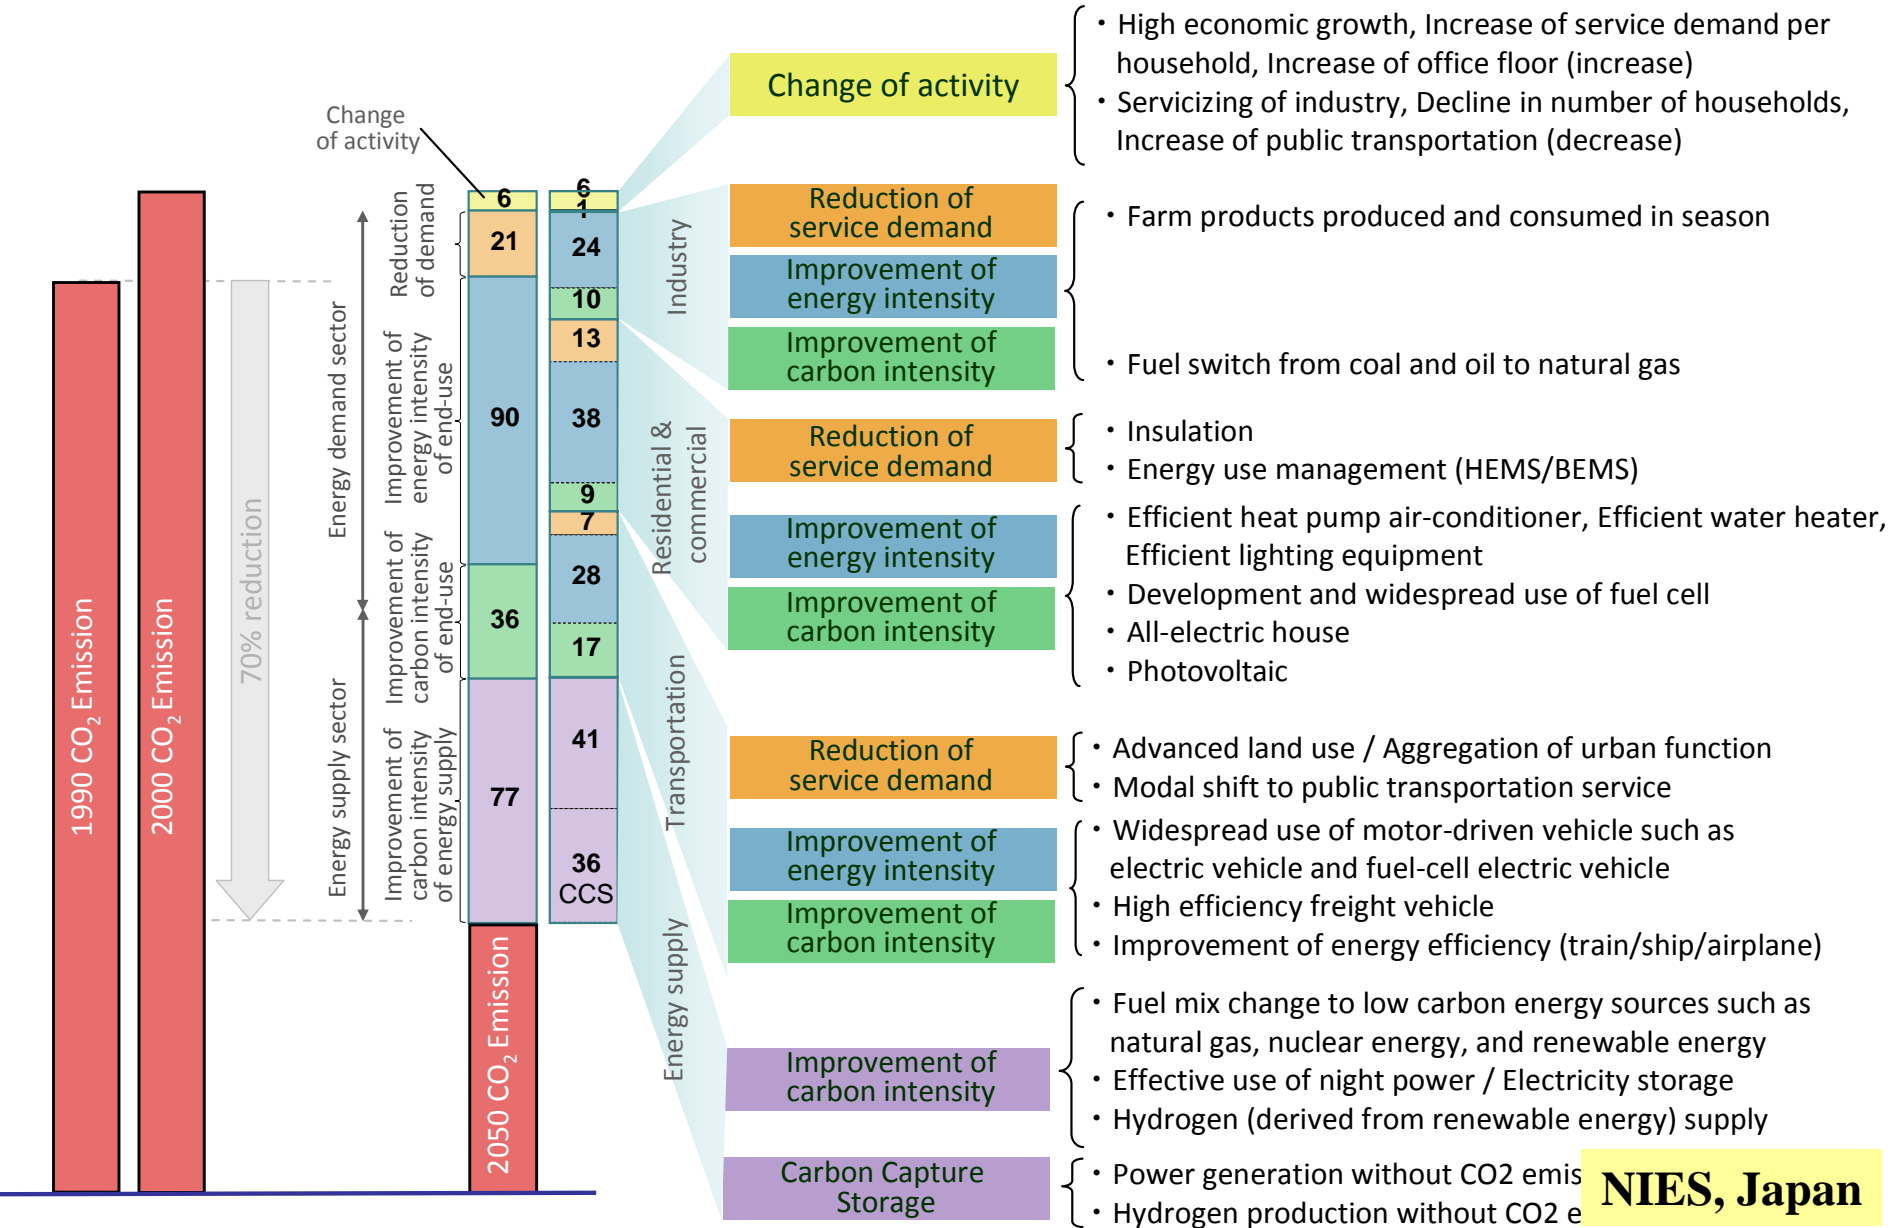 Change
of activity
1990 CO2 Emission
2000 CO2 Emission
70% reduction
Energy demand sector
Energy supply sector
Reduction
of demand
Improvement of
energy intensity
of end-use
Improvement of
carbon intensity
of end-use
Improvement of
carbon intensity
of energy supply
6
21
90
36
77
2050 CO2 Emission
6
1
24
10
13
38
9
7
28
17
41
36
CCS
Industry
Residential &
commercial
Transportation
Energy supply
Change of activity
・High economic growth, Increase of service demand per
household, Increase of office floor (increase)
・Servicizing of industry, Decline in number of households,
Increase of public transportation (decrease)
Reduction of
service demand
・Farm products produced and consumed in season
Improvement of
energy intensity
Improvement of
carbon intensity
・Fuel switch from coal and oil to natural gas
Reduction of
service demand
・Insulation
・Energy use management (HEMS/BEMS)
Improvement of
energy intensity
Improvement of
carbon intensity
・Efficient heat pump air-conditioner, Efficient water heater,
Efficient lighting equipment
・Development and widespread use of fuel cell
・All-electric house
・Photovoltaic
Reduction of
service demand
・Advanced land use / Aggregation of urban function
・Modal shift to public transportation service
Improvement of
energy intensity
Improvement of
carbon intensity
・Widespread use of motor-driven vehicle such as
electric vehicle and fuel-cell electric vehicle
・High efficiency freight vehicle
・Improvement of energy efficiency (train/ship/airplane)
Improvement of
carbon intensity
・Fuel mix change to low carbon energy sources such as
natural gas, nuclear energy, and renewable energy
・Effective use of night power / Electricity storage
・Hydrogen (derived from renewable energy) supply
Carbon Capture
Storage
・Power generation without CO2 emis
・Hydrogen production without CO2 e
NIES, Japan